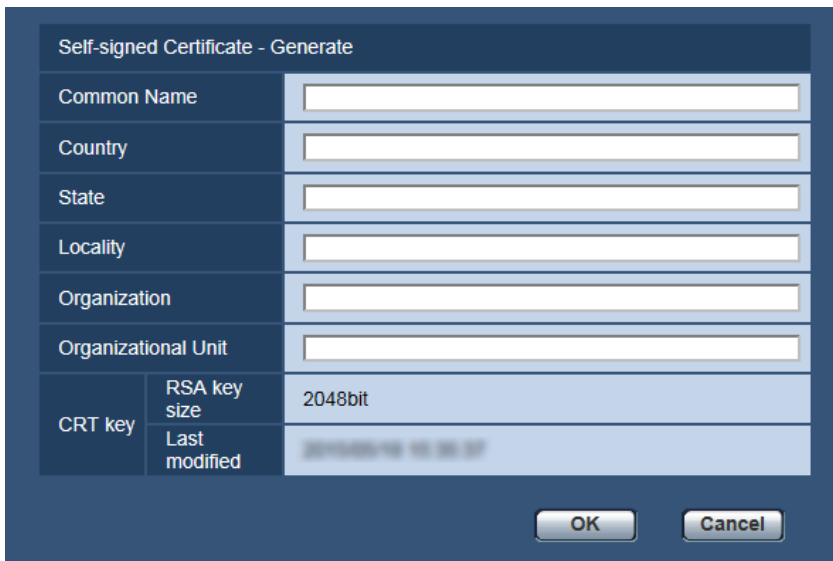 Self-signed Certificate - Generate
Common Name
Country
State
Locality
Organization
Organizational Unit
CRT key
RSA key
size
2048bit
Last
modified
OK
Cancel